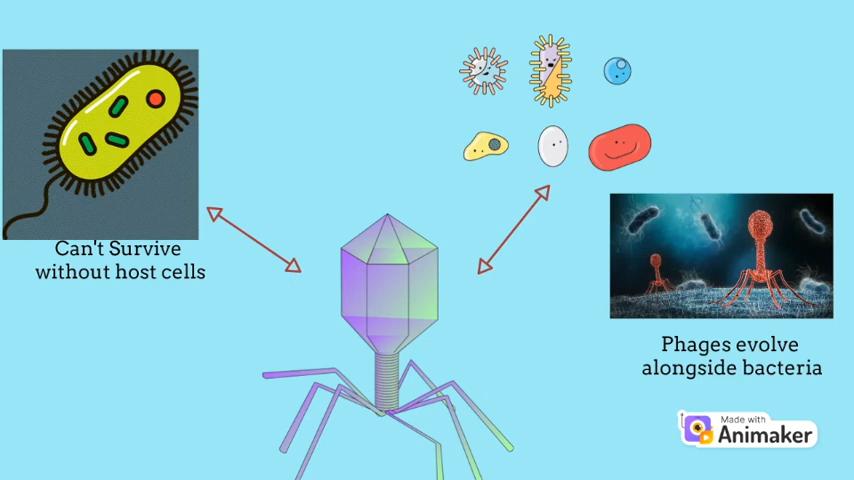 Can't Survive
without host cells
Phages evolve
alongside bacteria
Made with
Animaker